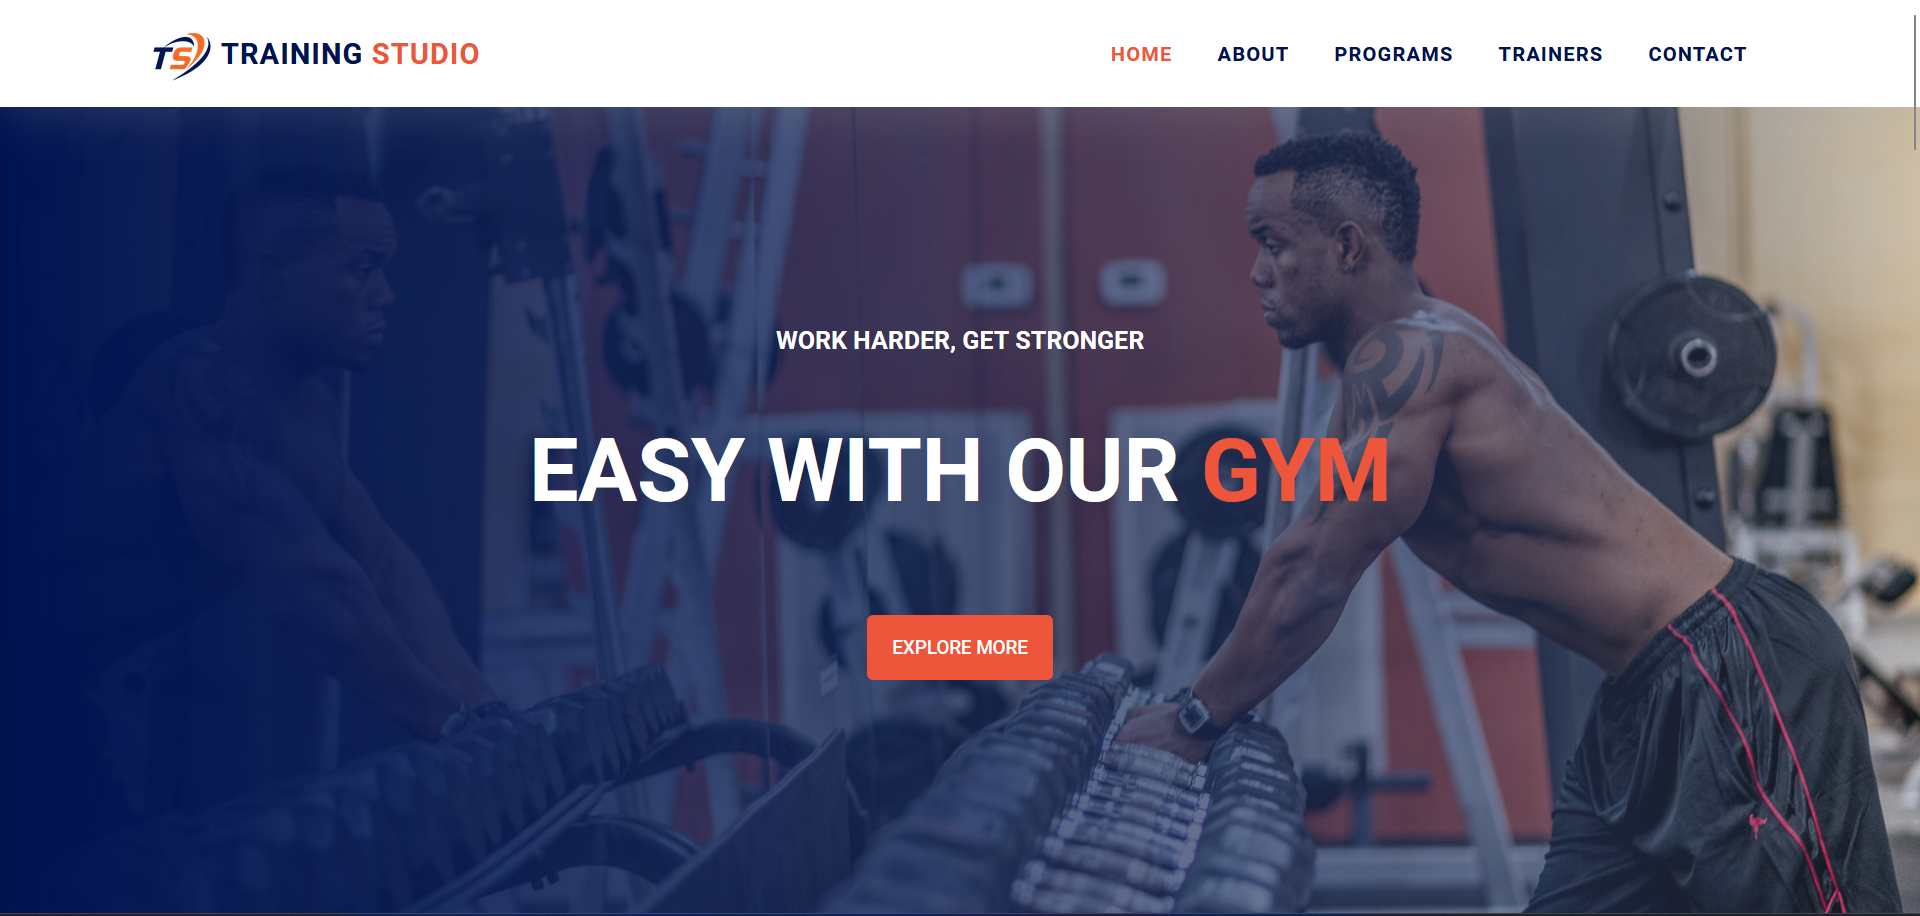 TS TRAINING STUDIO
HOME ABOUT PROGRAMS TRAINERS CONTACT
WORK HARDER, GET STRONGER
EASY WITH OUR GYM
EXPLORE MORE